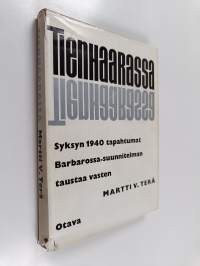 Tienhaarassa
Tienhaarassa
Syksyn 1940 tapahtumat
Barbarossa-suunnitelman
taustaa vasten
MARTTI V. TERÄ
Otava
Martti V. Terä